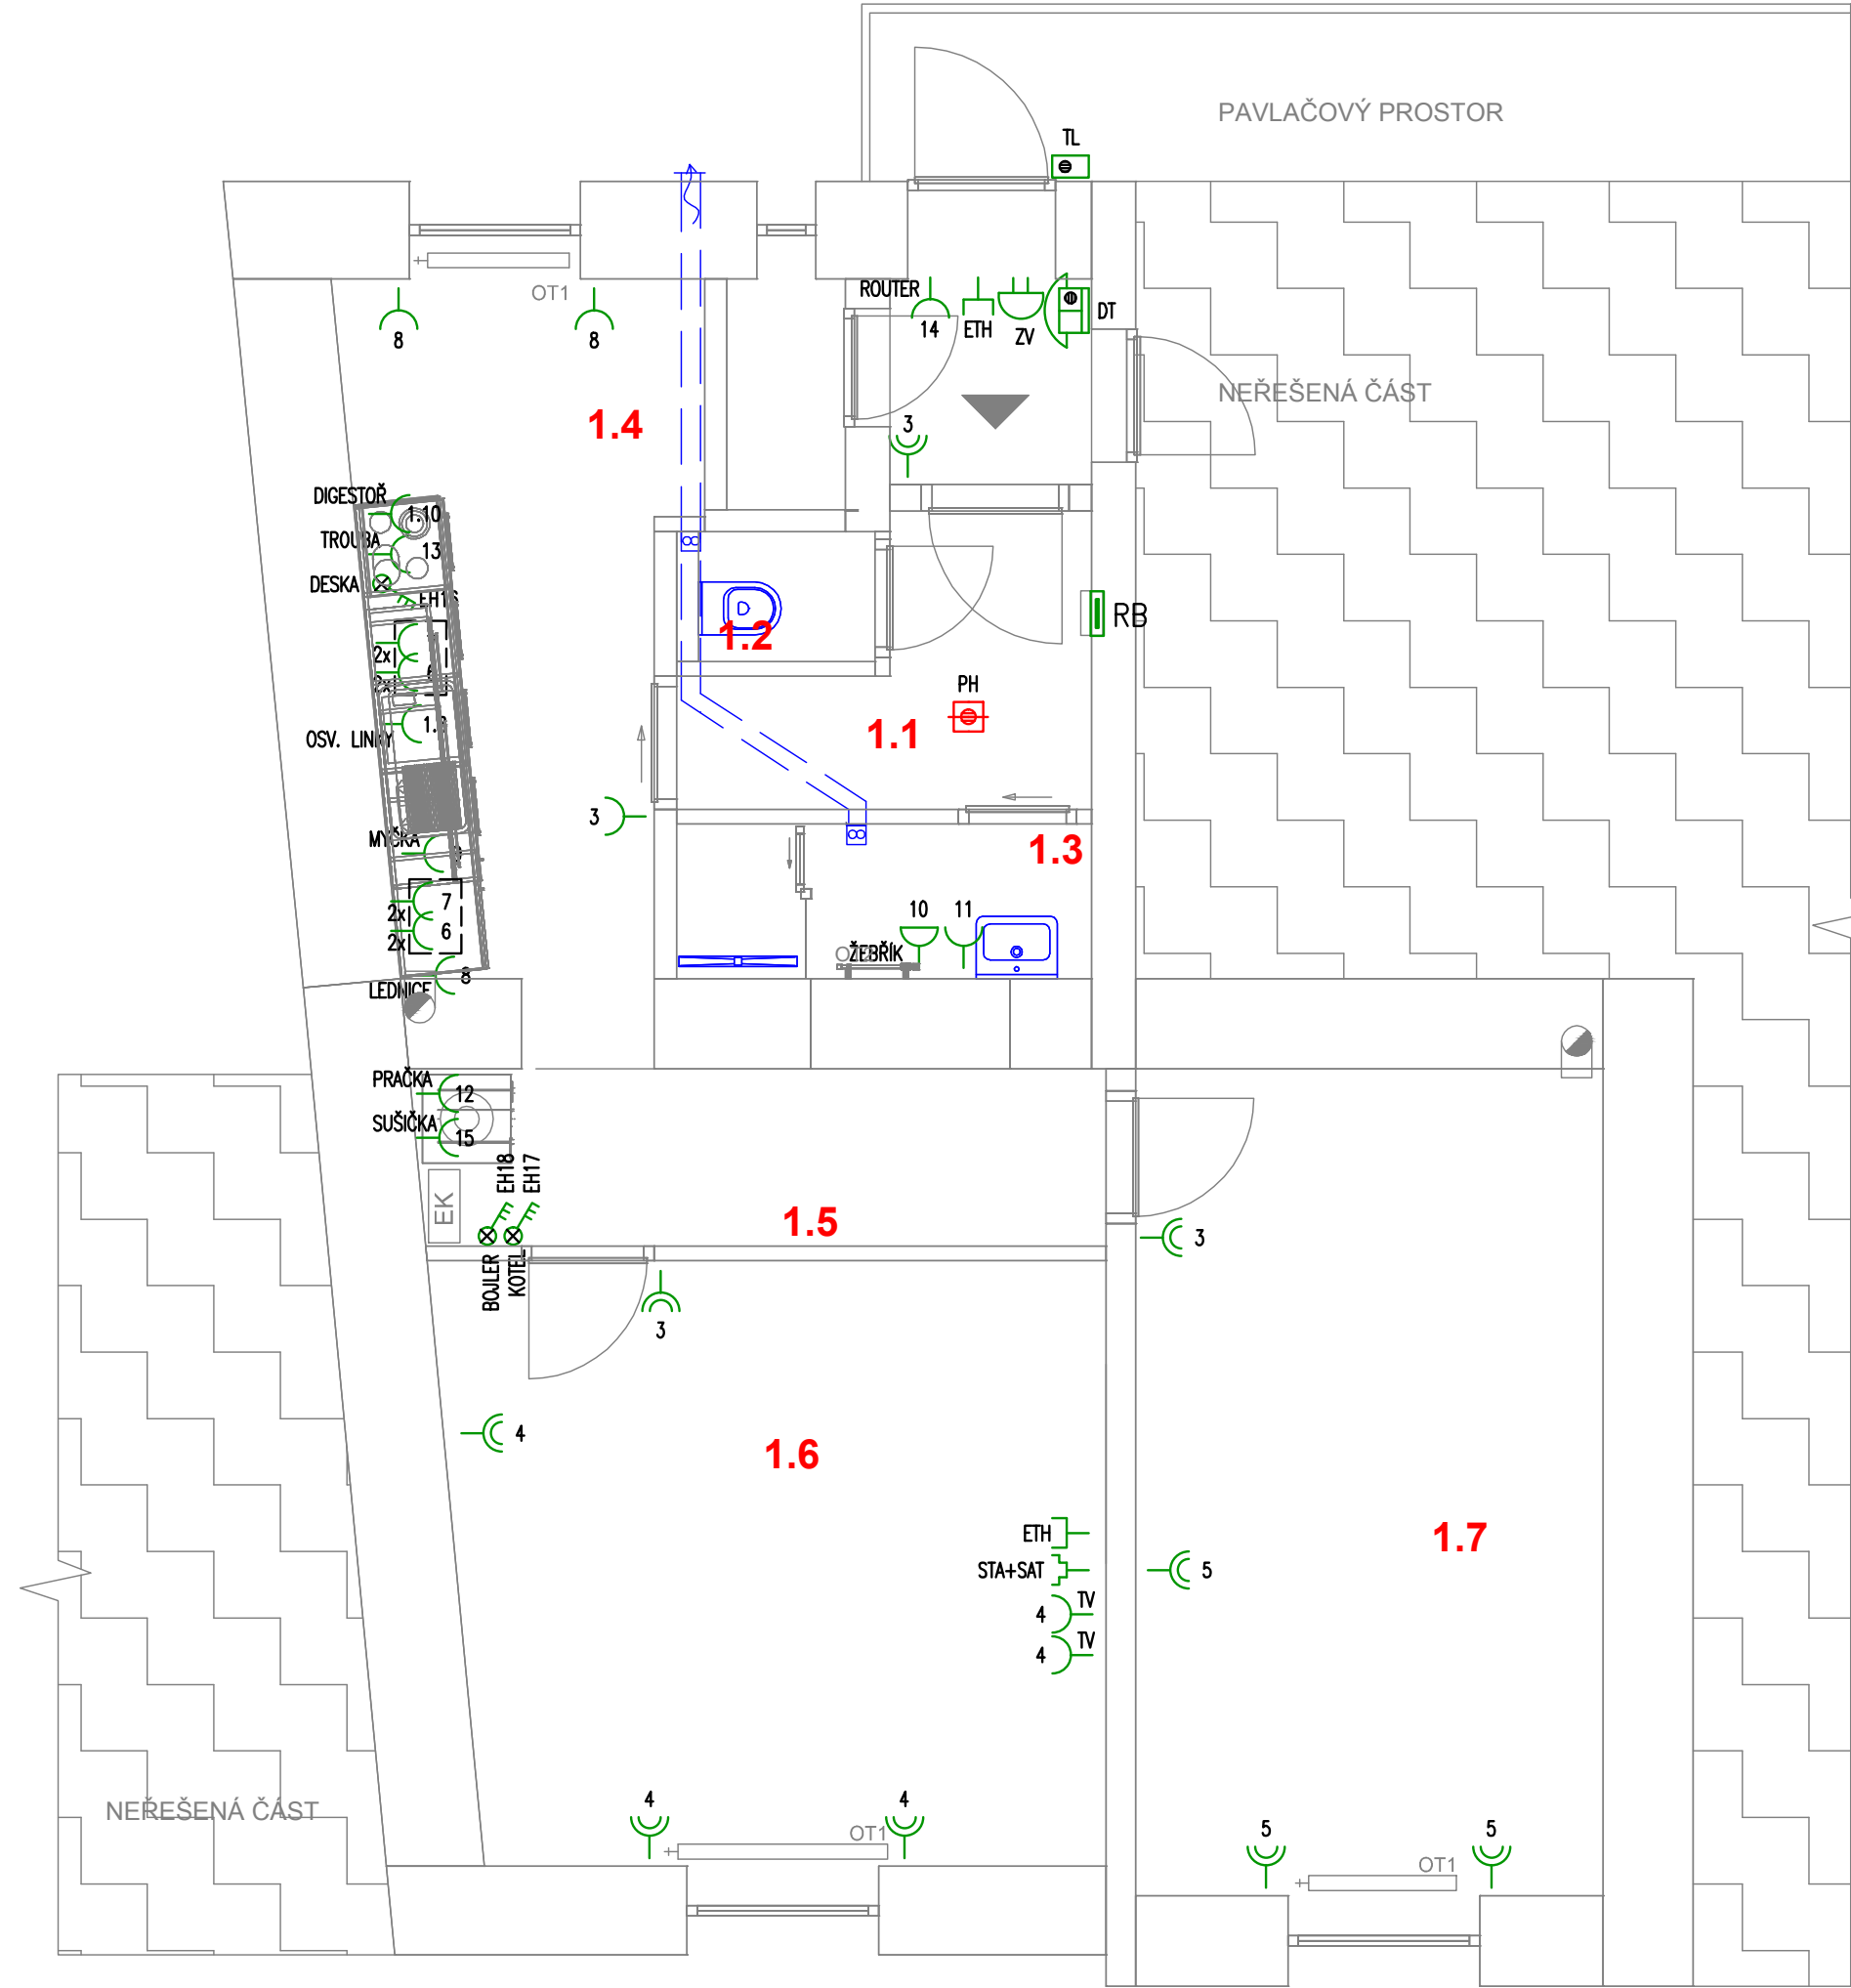 PAVLAČOVÝ PROSTOR
TL
OT1
8
8
ROUTER
14
ETH
ZV
DT
NEŘEŠENÁ ČÁST
1.4
3
DIGESTOŘ
1.10
TROUBA
13
DESKA
EH16
RB
1.2
2x
2x
PH
1.1
OSV. LINKY
3
1.3
MYČKA
7
2x
6
2x
10
11
ŽEBŘÍK
8
LEDNICE
PRAČKA
12
SUŠIČKA
15
EH18
EH17
EK
1.5
BOJLER
KOTEL
3
3
4
1.6
ETH
1.7
STA+SAT
5
4
TV
4
TV
NEŘEŠENÁ ČÁST
4
4
OT1
5
5
OT1